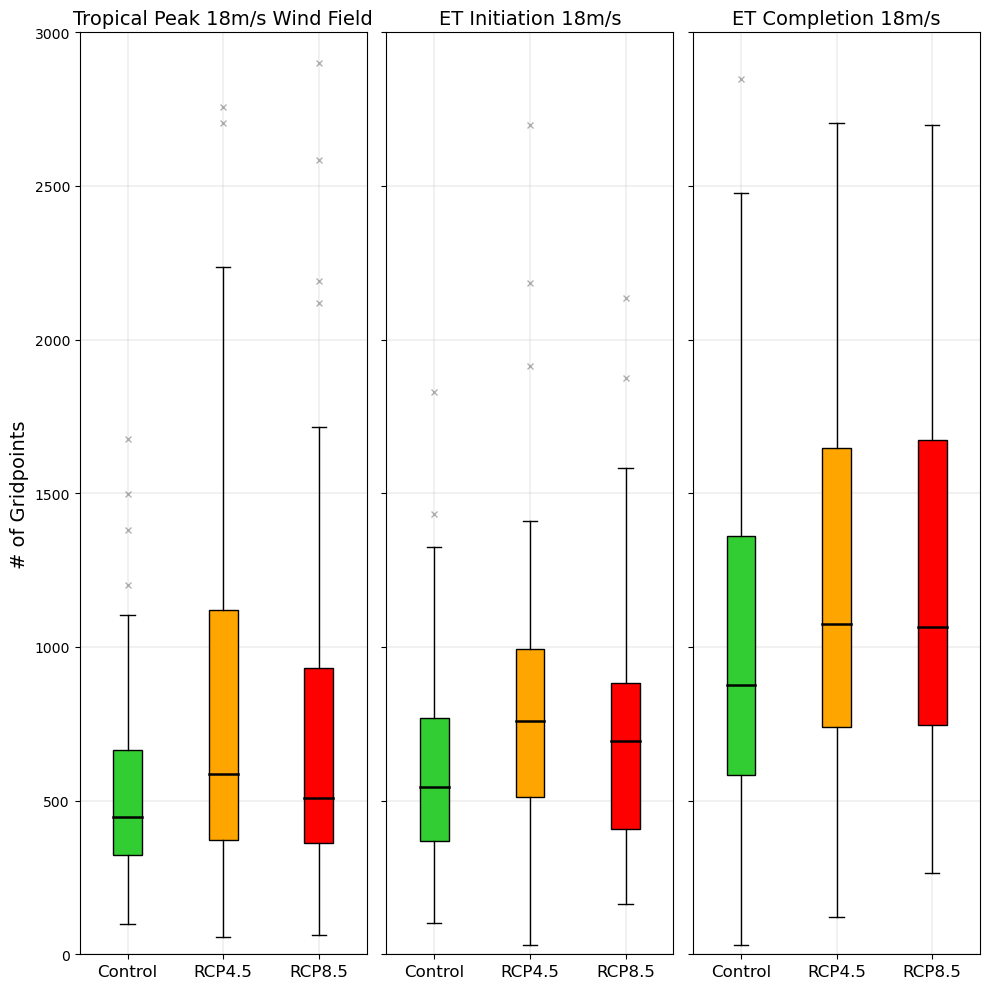 Tropical Peak 18m/s Wind Field
ET Initiation 18m/s
ET Completion 18m/s
# of Gridpoints
3000
2500
2000
1500
1000
500
0
Control RCP4.5 RCP8.5
Control RCP4.5 RCP8.5
Control RCP4.5 RCP8.5